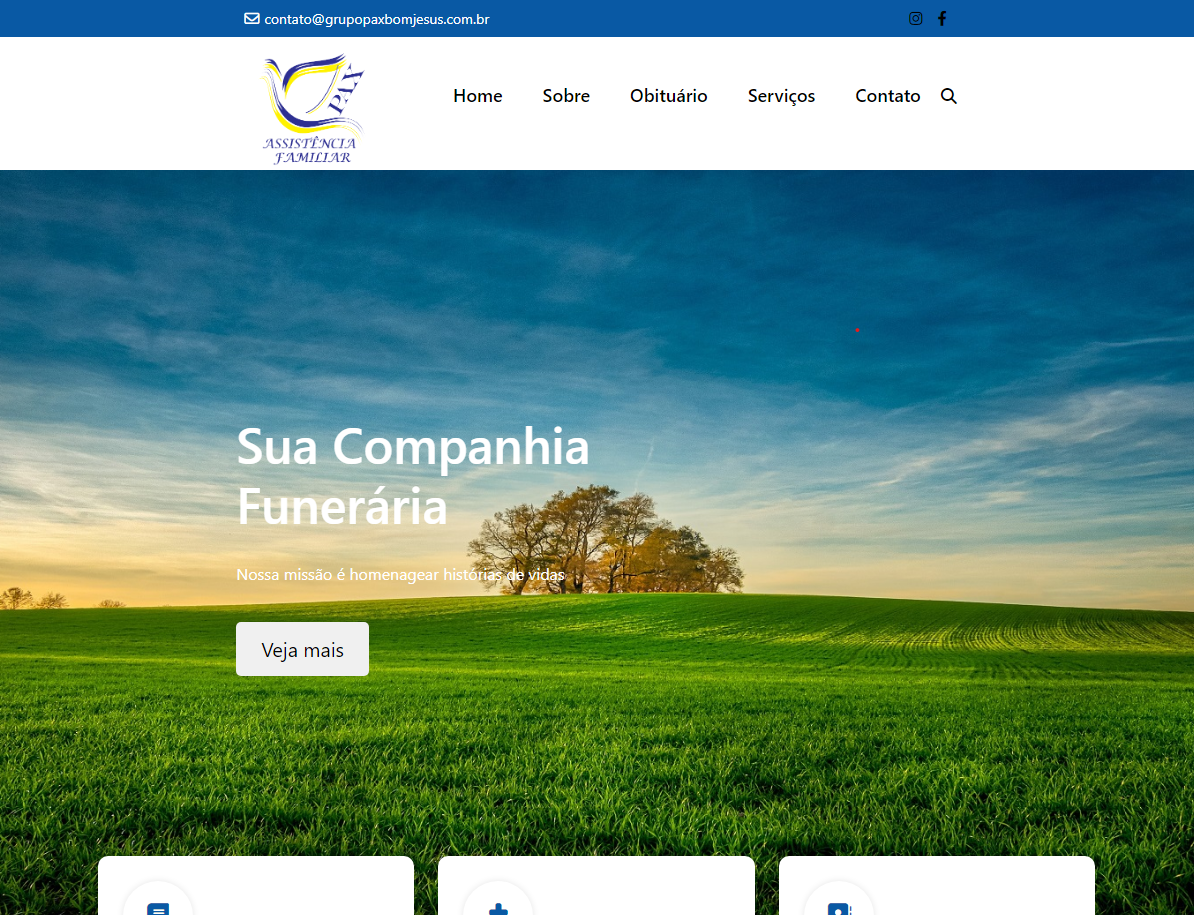 contato@grupopaxbomjesus.com.br
PAX
ASSISTÊNCIA
FAMILIAR
Home Sobre Obituário Serviços Contato
Sua Companhia
Funerária
Nossa missão é homenagear histórias de vidas
Veja mais